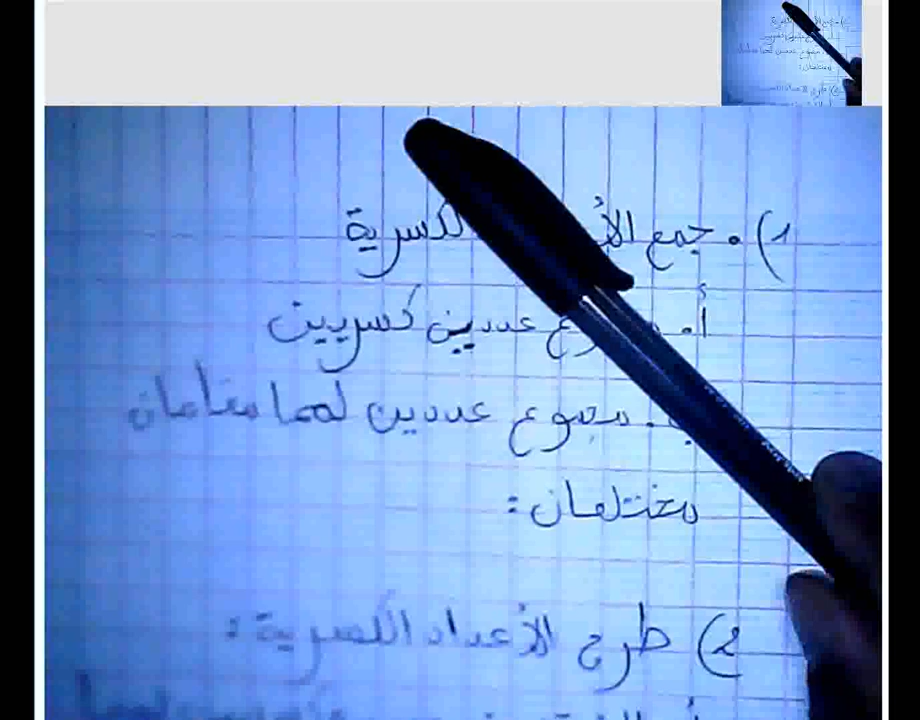 1). جمع الأ الكسرية
أ. ع عددين كسريين
ب. مجموع عددين لهما مقامان
مختلفان :
2) طرح الأعداد الكسرية :